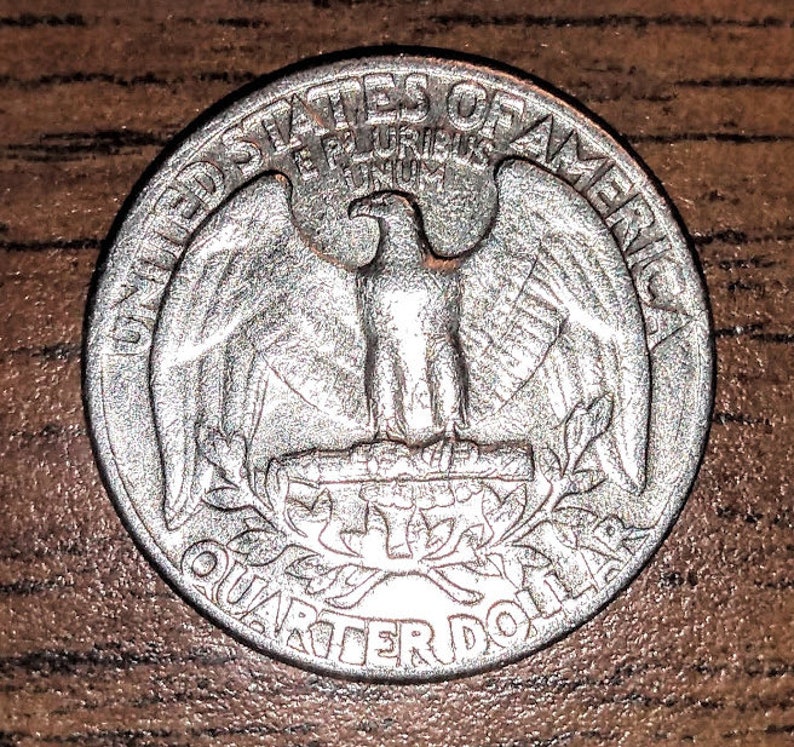 UNITED STATES OF AMERICA
E PLURIBUS
UNUM
QUARTER DOLLAR